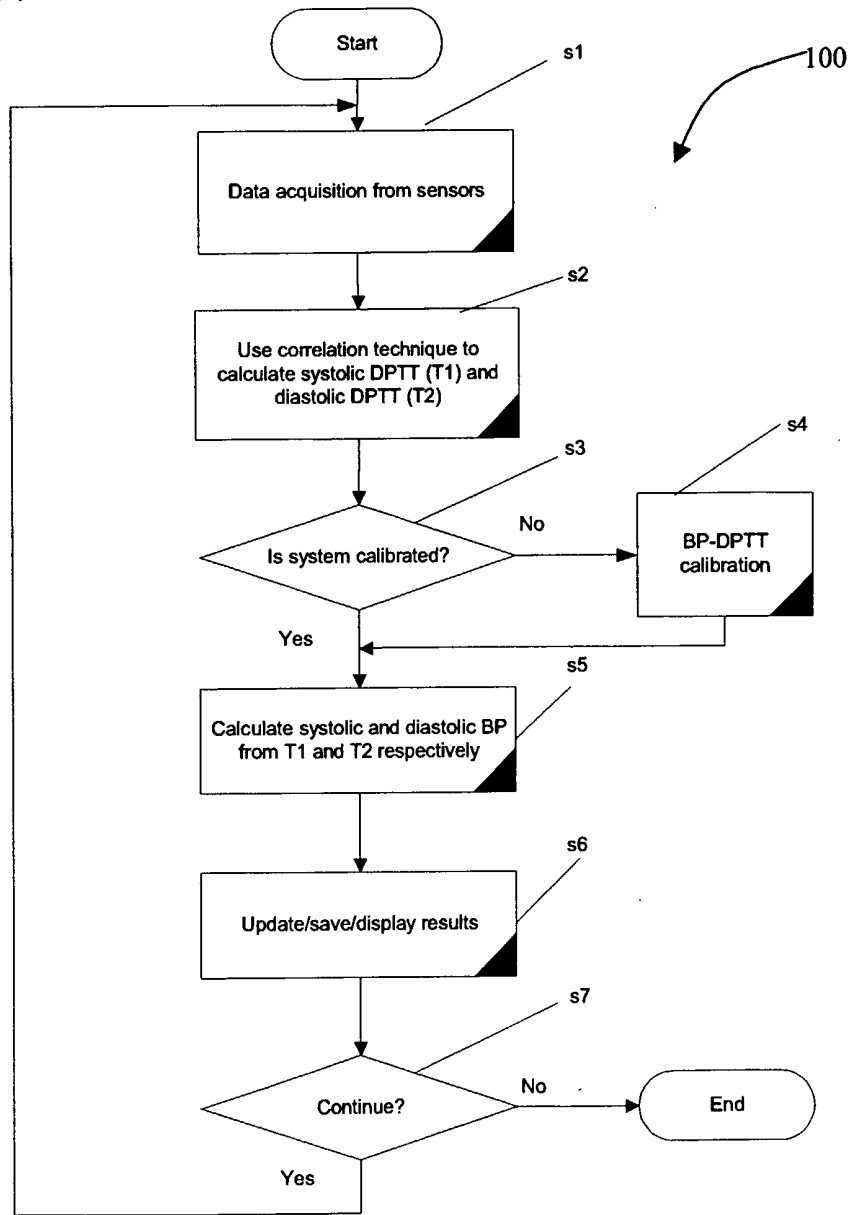 Start
s1
100
Data acquisition from sensors
s2
Use correlation technique to
calculate systolic DPTT (T1) and
diastolic DPTT (T2)
s3
s4
Is system calibrated?
No
BP-DPTT
calibration
Yes
s5
Calculate systolic and diastolic BP
from T1 and T2 respectively
s6
Update/save/display results
s7
Continue?
No
End
Yes